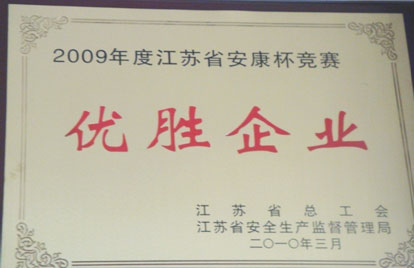 2009年度江苏省安康杯竞赛
优胜企业
江苏省总工会
江苏省安全生产监督管理局
二〇一〇年三月